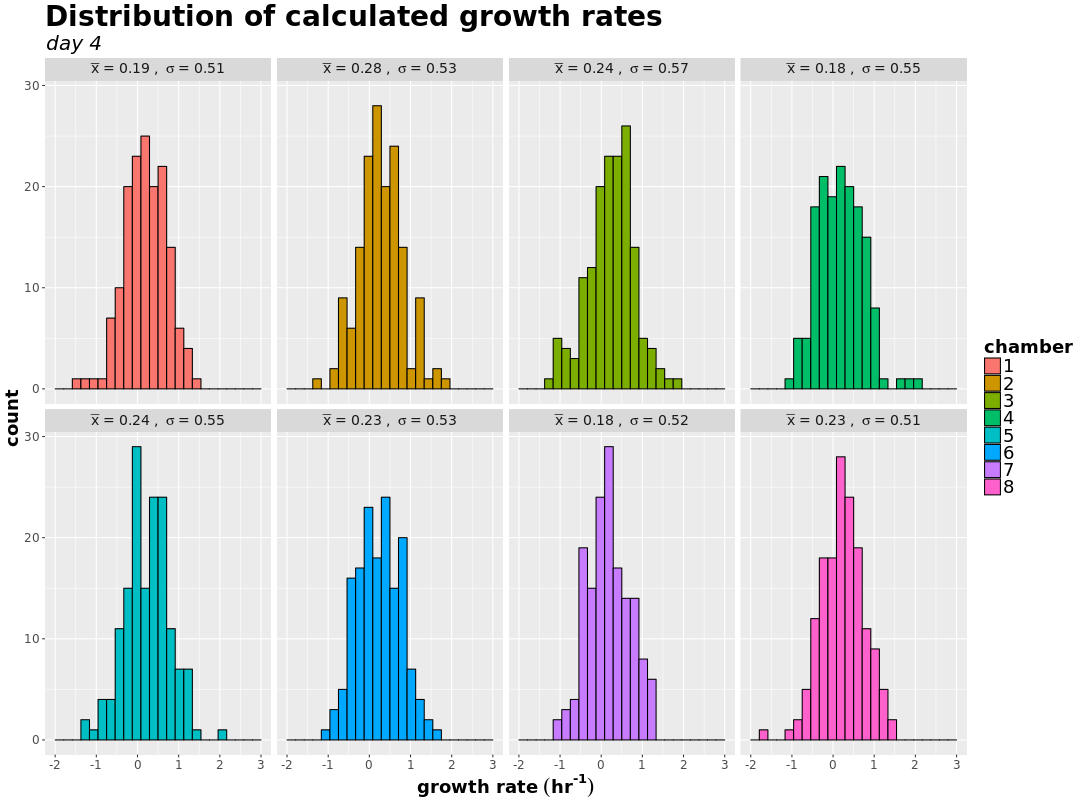 Distribution of calculated growth rates
day 4
x̅ = 0.19 , σ = 0.51
x̅ = 0.28 , σ = 0.53
x̅ = 0.24 , σ = 0.57
x̅ = 0.18 , σ = 0.55
30
20
10
0
x̅ = 0.24 , σ = 0.55
x̅ = 0.23 , σ = 0.53
x̅ = 0.18 , σ = 0.52
x̅ = 0.23 , σ = 0.51
30
20
10
0
-2 -1 0 1 2 3
-2 -1 0 1 2 3
-2 -1 0 1 2 3
-2 -1 0 1 2 3
count
growth rate (hr⁻¹)
chamber
1
2
3
4
5
6
7
8